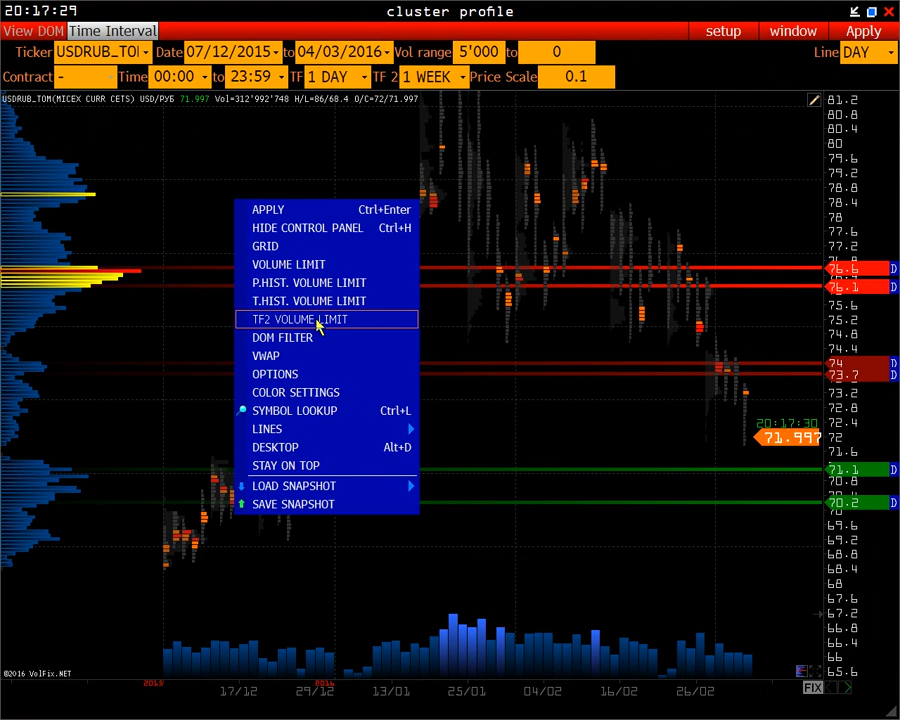 20:17:29
cluster profile
View DOM Time Interval
setup window Apply
Ticker USDRUB_TO Date 07/12/2015 to 04/03/2016 Vol range 5'000 to 0 Line DAY
Contract - Time 00:00 to 23:59 TF 1 DAY TF 2 1 WEEK Price Scale 0.1
USDRUB_TOM(MICEX CURR CETS) USD/РУБ 71.997 Vol=312'992'748 H/L=86/68.4 O/C=72/71.997
APPLY Ctrl+Enter
HIDE CONTROL PANEL Ctrl+H
GRID
VOLUME LIMIT
P.HIST. VOLUME LIMIT
T.HIST. VOLUME LIMIT
TF2 VOLUME LIMIT
DOM FILTER
VWAP
OPTIONS
COLOR SETTINGS
SYMBOL LOOKUP Ctrl+L
LINES
DESKTOP Alt+D
STAY ON TOP
LOAD SNAPSHOT
SAVE SNAPSHOT
81.2
80.8
80.4
80
79.6
79.2
78.8
78.4
78
77.6
77.2
76.6 D
76.1 D
75.6
75.2
74.8
74.4
74 D
73.7 D
73.2
72.8
72.4
20:17:30
71.997 72
71.6
71.1 D
70.8
70.4
70.2 D
70
69.6
69.2
68.8
68.4
68
67.6
67.2
66.8
66.4
66
65.6
©2016 VolFix.NET
2015 2016
17/12 29/12 13/01 25/01 04/02 16/02 26/02
FIX